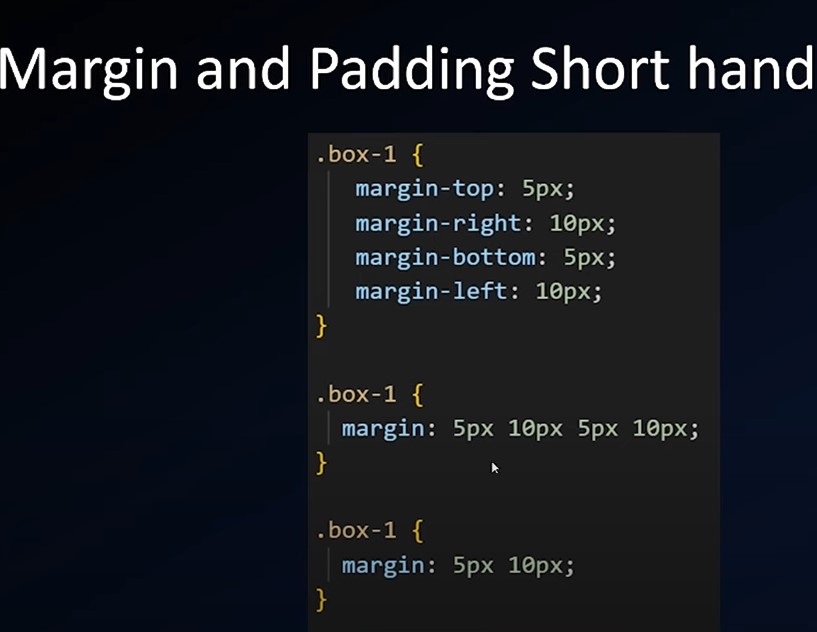 Margin and Padding Short hand
.box-1 {
margin-top: 5px;
margin-right: 10px;
margin-bottom: 5px;
margin-left: 10px;
}
.box-1 {
margin: 5px 10px 5px 10px;
}
.box-1 {
margin: 5px 10px;
}